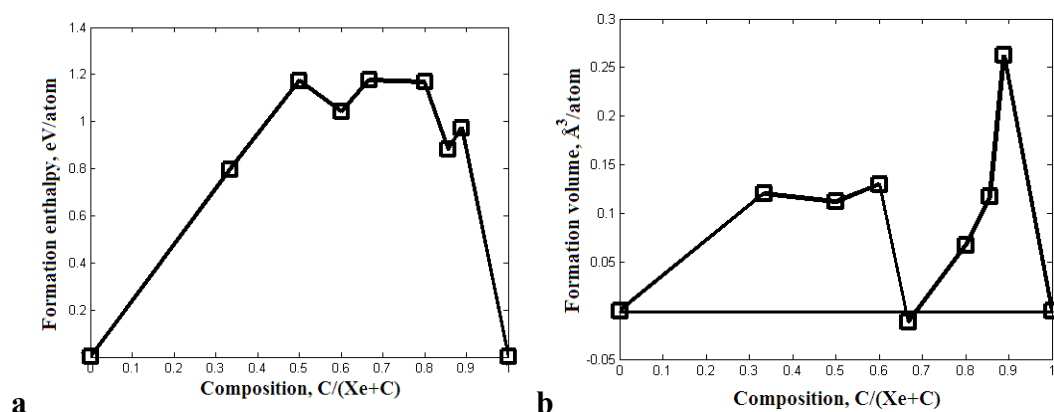 1.4
1.2
1
0.8
0.6
0.4
0.2
0 0.1 0.2 0.3 0.4 0.5 0.6 0.7 0.8 0.9
Formation enthalpy, eV/atom
Composition, C/(Xe+C)
a
0.3
0.25
0.2
0.15
0.1
0.05
0
-0.05
0 0.1 0.2 0.3 0.4 0.5 0.6 0.7 0.8 0.9 1
Formation volume, Å³/atom
Composition, C/(Xe+C)
b